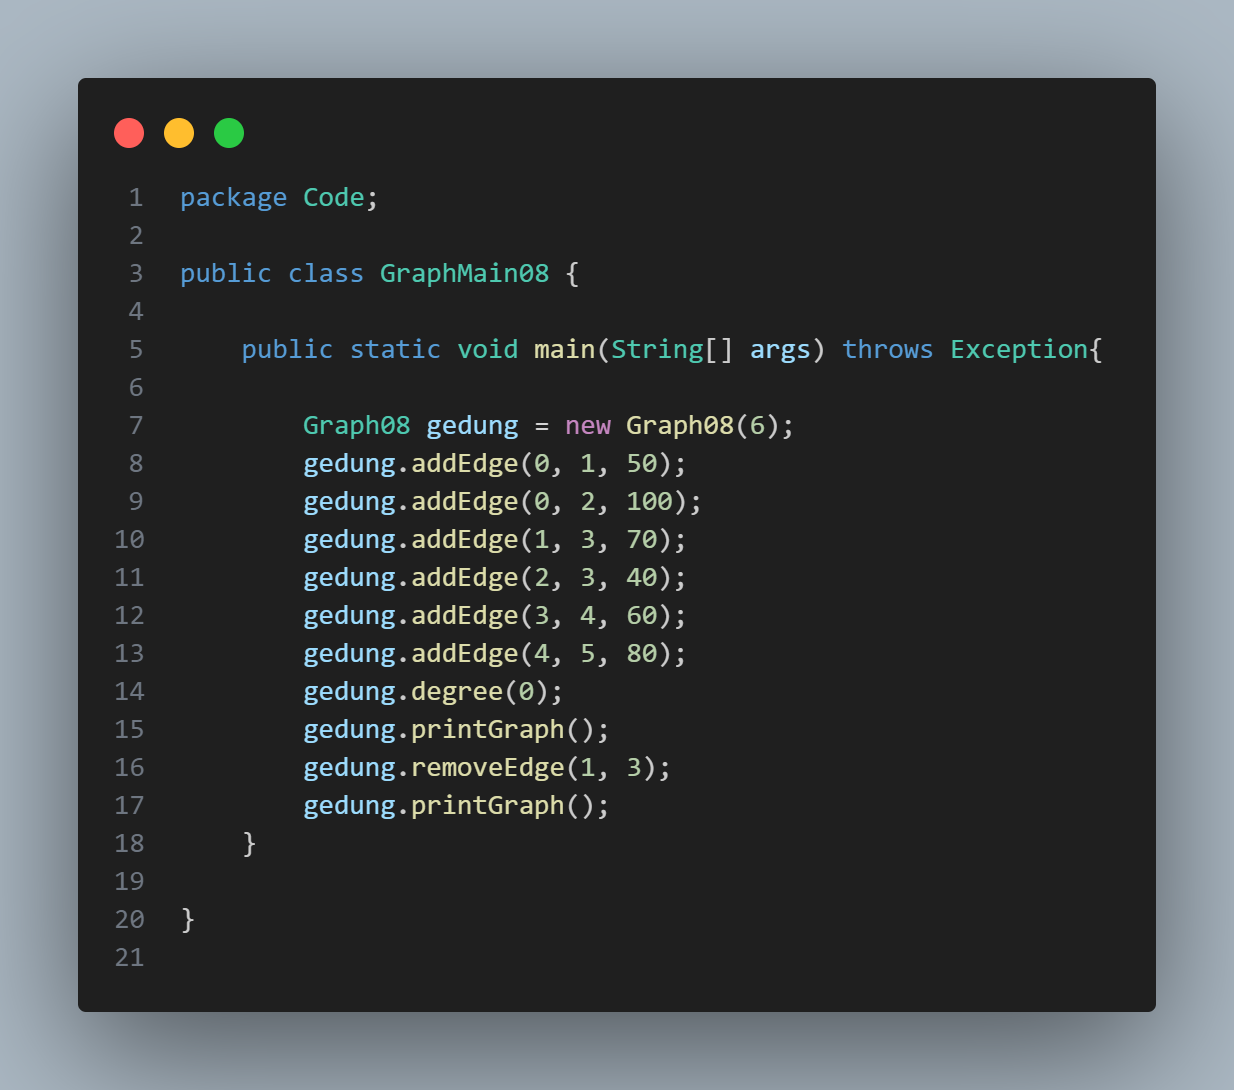 1 package Code;
2
3 public class GraphMain08 {
4
5     public static void main(String[] args) throws Exception{
6
7         Graph08 gedung = new Graph08(6);
8         gedung.addEdge(0, 1, 50);
9         gedung.addEdge(0, 2, 100);
10         gedung.addEdge(1, 3, 70);
11         gedung.addEdge(2, 3, 40);
12         gedung.addEdge(3, 4, 60);
13         gedung.addEdge(4, 5, 80);
14         gedung.degree(0);
15         gedung.printGraph();
16         gedung.removeEdge(1, 3);
17         gedung.printGraph();
18     }
19
20 }
21